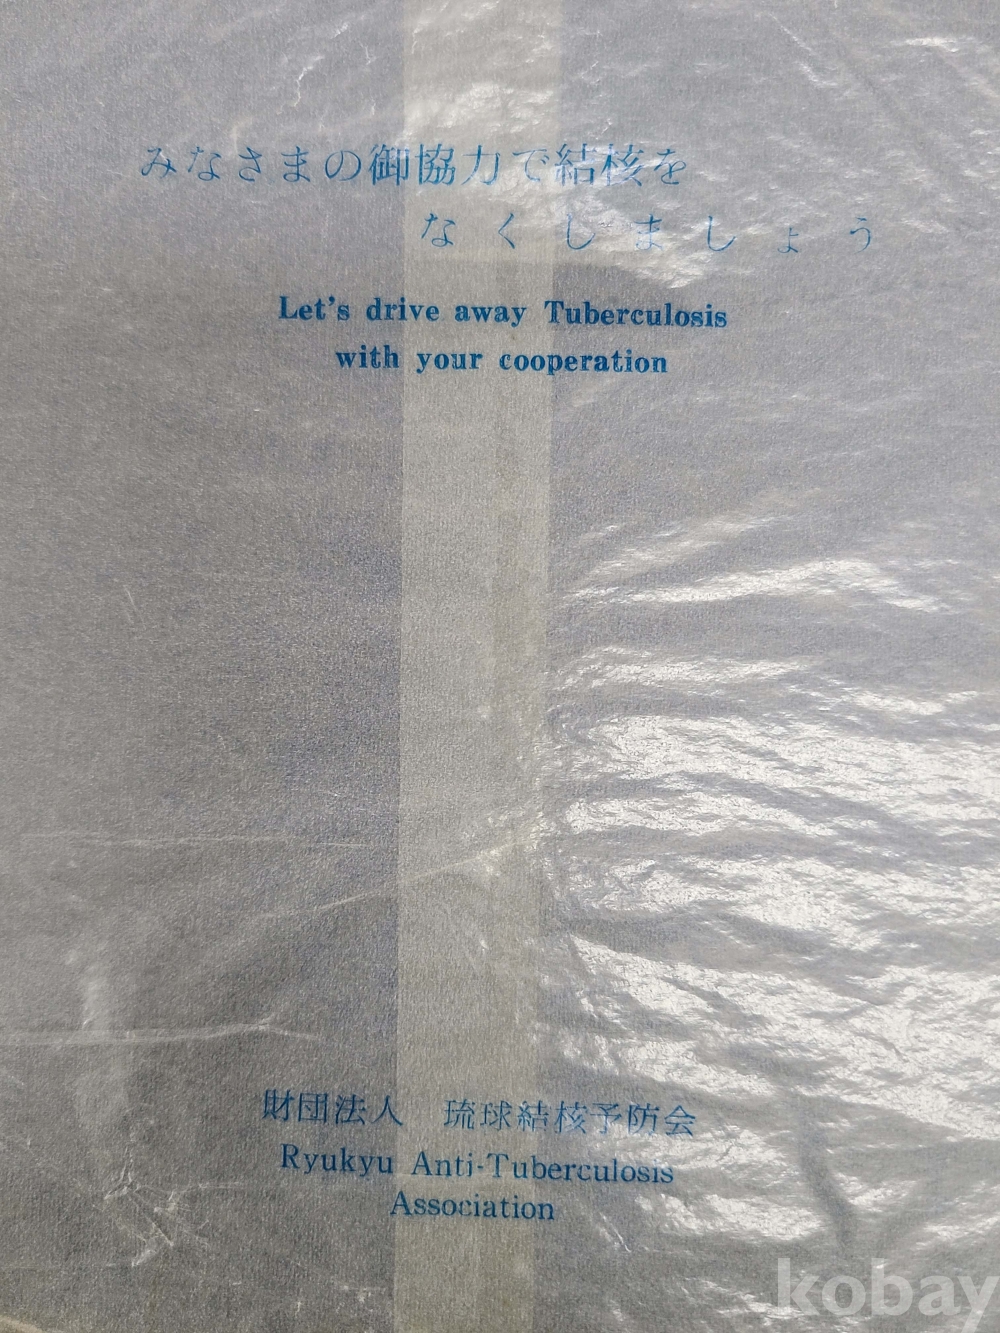 みなさまの御協力で結核を
なくしましょう
Let's drive away Tuberculosis
with your cooperation
財団法人　琉球結核予防会
Ryukyu Anti-Tuberculosis
Association
kobay